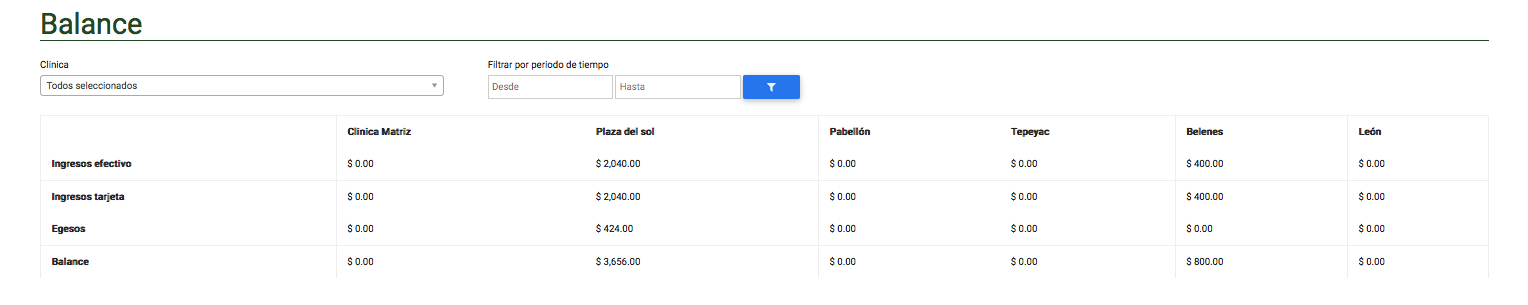 Balance
Clinica Filtrar por periodo de tiempo
Todos seleccionados Desde Hasta
Clinica Matriz Plaza del sol Pabellón Tepeyac Belenes León
Ingresos efectivo $ 0.00 $ 2,040.00 $ 0.00 $ 0.00 $ 400.00 $ 0.00
Ingresos tarjeta $ 0.00 $ 2,040.00 $ 0.00 $ 0.00 $ 400.00 $ 0.00
Egesos $ 0.00 $ 424.00 $ 0.00 $ 0.00 $ 0.00 $ 0.00
Balance $ 0.00 $ 3,656.00 $ 0.00 $ 0.00 $ 800.00 $ 0.00